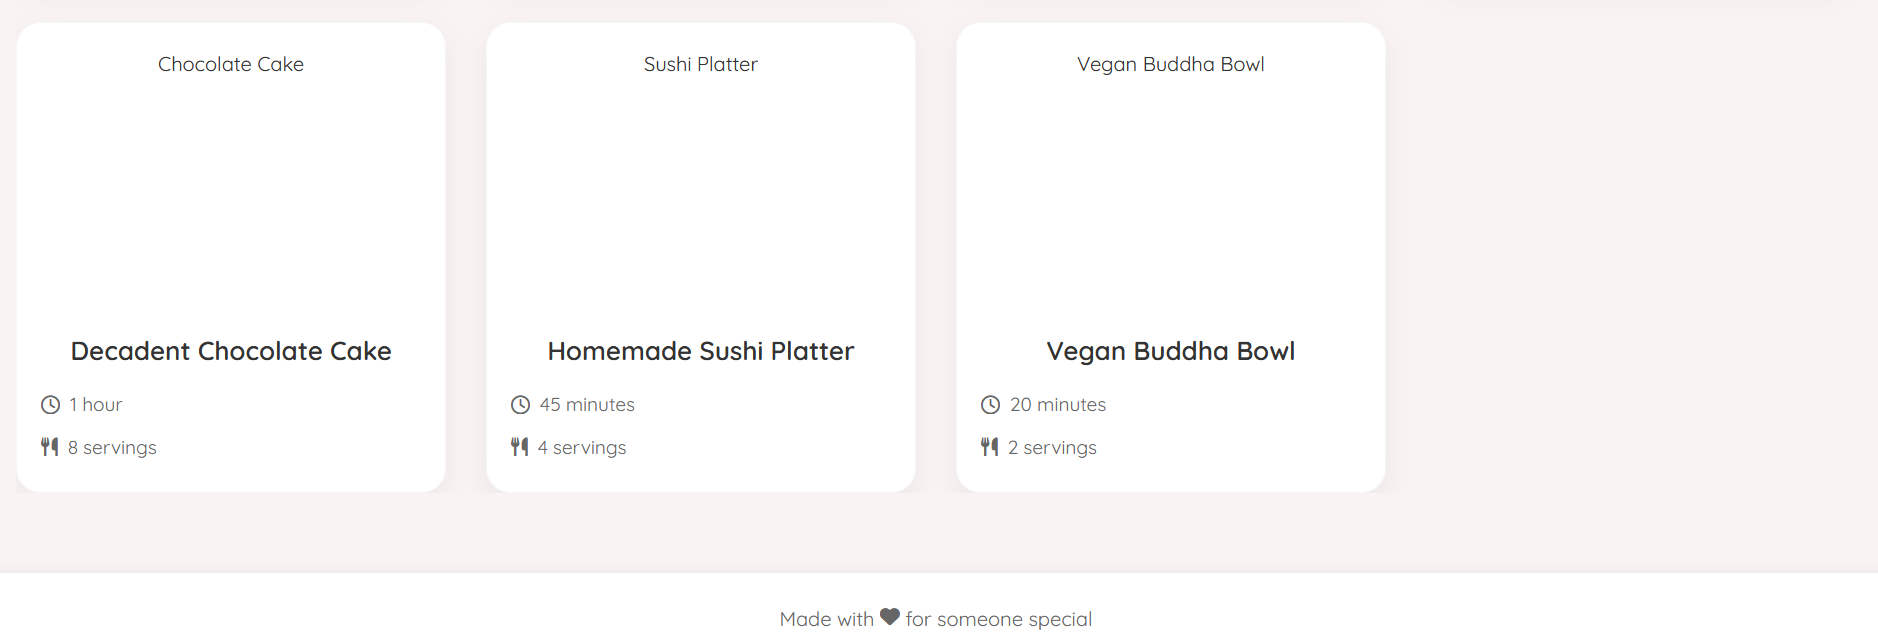 Chocolate Cake
Sushi Platter
Vegan Buddha Bowl
Decadent Chocolate Cake
1 hour
8 servings
Homemade Sushi Platter
45 minutes
4 servings
Vegan Buddha Bowl
20 minutes
2 servings
Made with ♥ for someone special